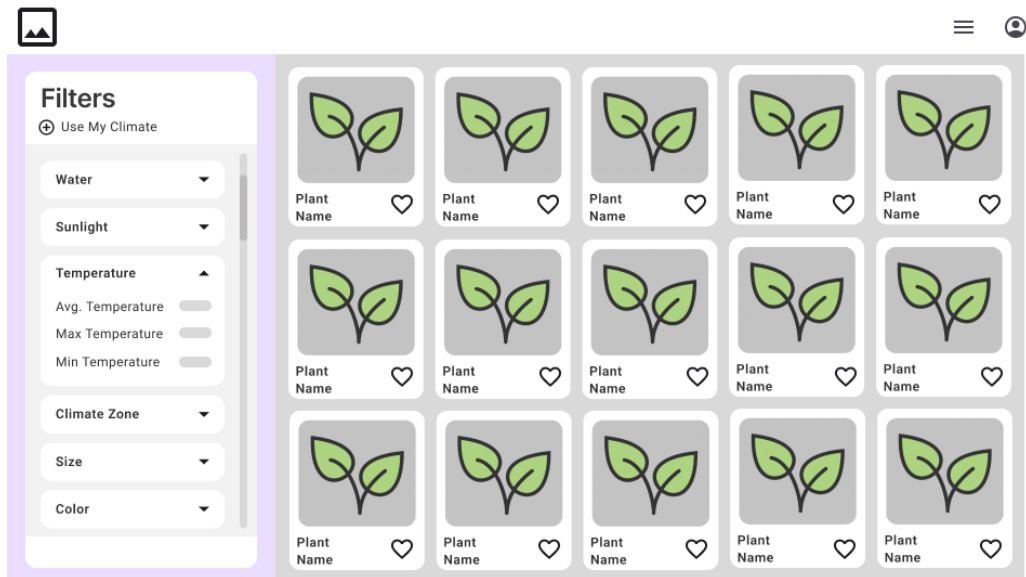 Filters
Use My Climate
Water
Sunlight
Temperature
Avg. Temperature
Max Temperature
Min Temperature
Climate Zone
Size
Color
Plant
Name
Plant
Name
Plant
Name
Plant
Name
Plant
Name
Plant
Name
Plant
Name
Plant
Name
Plant
Name
Plant
Name
Plant
Name
Plant
Name
Plant
Name
Plant
Name
Plant
Name